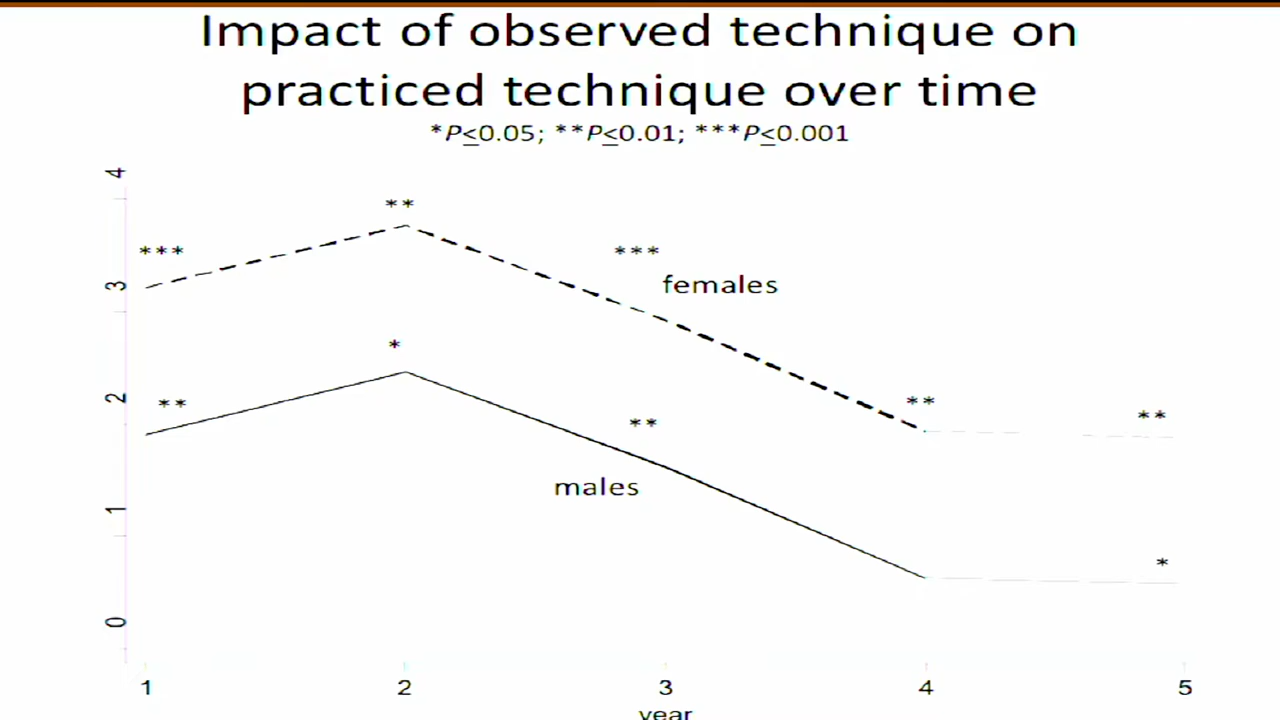 Impact of observed technique on
practiced technique over time
*P≤0.05; **P≤0.01; ***P≤0.001
4
**
***
***
3
females
*
2
**
**
**
**
males
1
*
0
1 2 3 4 5
year